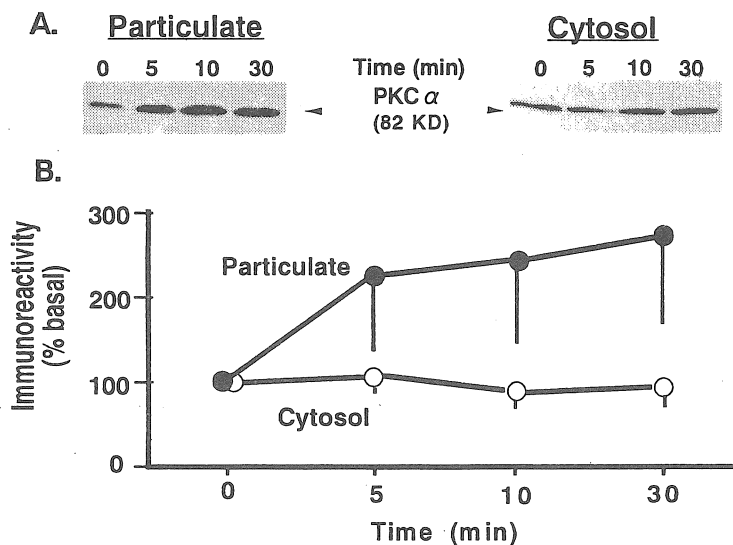 A.
Particulate
Cytosol
0 5 10 30
Time (min)
0 5 10 30
PKC α
(82 KD)
B.
Immunoreactivity
(% basal)
300
200
100
0
Particulate
Cytosol
0 5 10 30
Time (min)